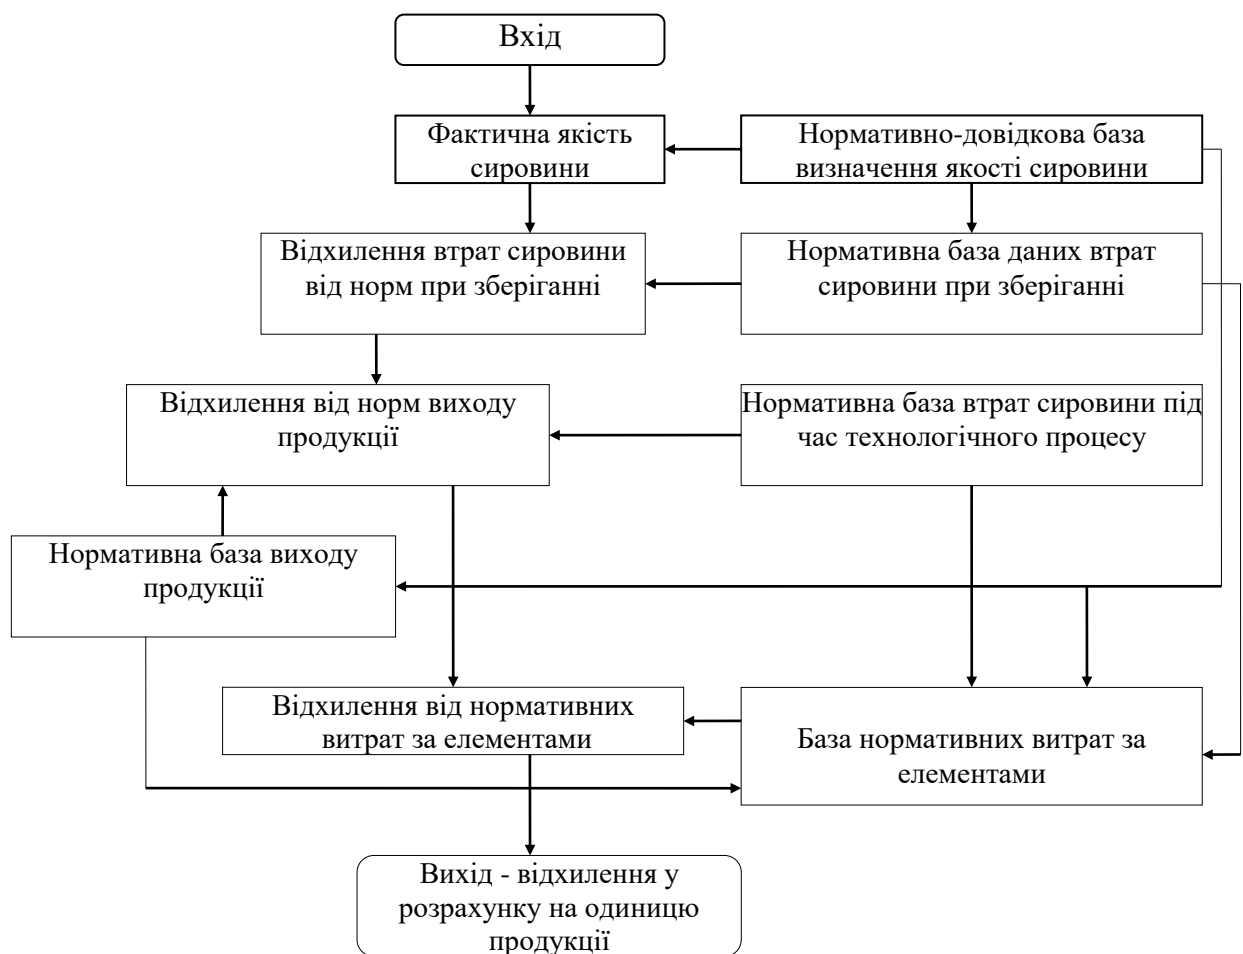 Вхід
Фактична якість
сировини
Нормативно-довідкова база
визначення якості сировини
Відхилення втрат сировини
від норм при зберіганні
Нормативна база даних втрат
сировини при зберіганні
Відхилення від норм виходу
продукції
Нормативна база втрат сировини під
час технологічного процесу
Нормативна база виходу
продукції
Відхилення від нормативних
витрат за елементами
База нормативних витрат за
елементами
Вихід - відхилення у
розрахунку на одиницю
продукції